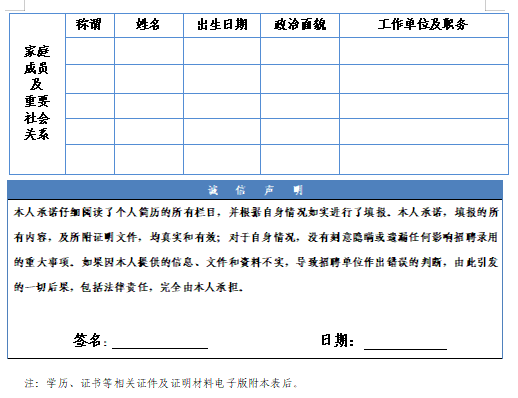 称谓 姓名 出生日期 政治面貌 工作单位及职务
家庭
成员
及
重要
社会
关系
诚 信 声 明
本人承诺仔细阅读了个人简历的所有栏目，并根据自身情况如实进行了填报。本人承诺，填报的所
有内容，及所附证明文件，均真实和有效；对于自身情况，没有刻意隐瞒或遗漏任何影响招聘录用
的重大事项。如果因本人提供的信息、文件和资料不实，导致招聘单位作出错误的判断，由此引发
的一切后果，包括法律责任，完全由本人承担。
签名： 日期：
注：学历、证书等相关证件及证明材料电子版附本表后。